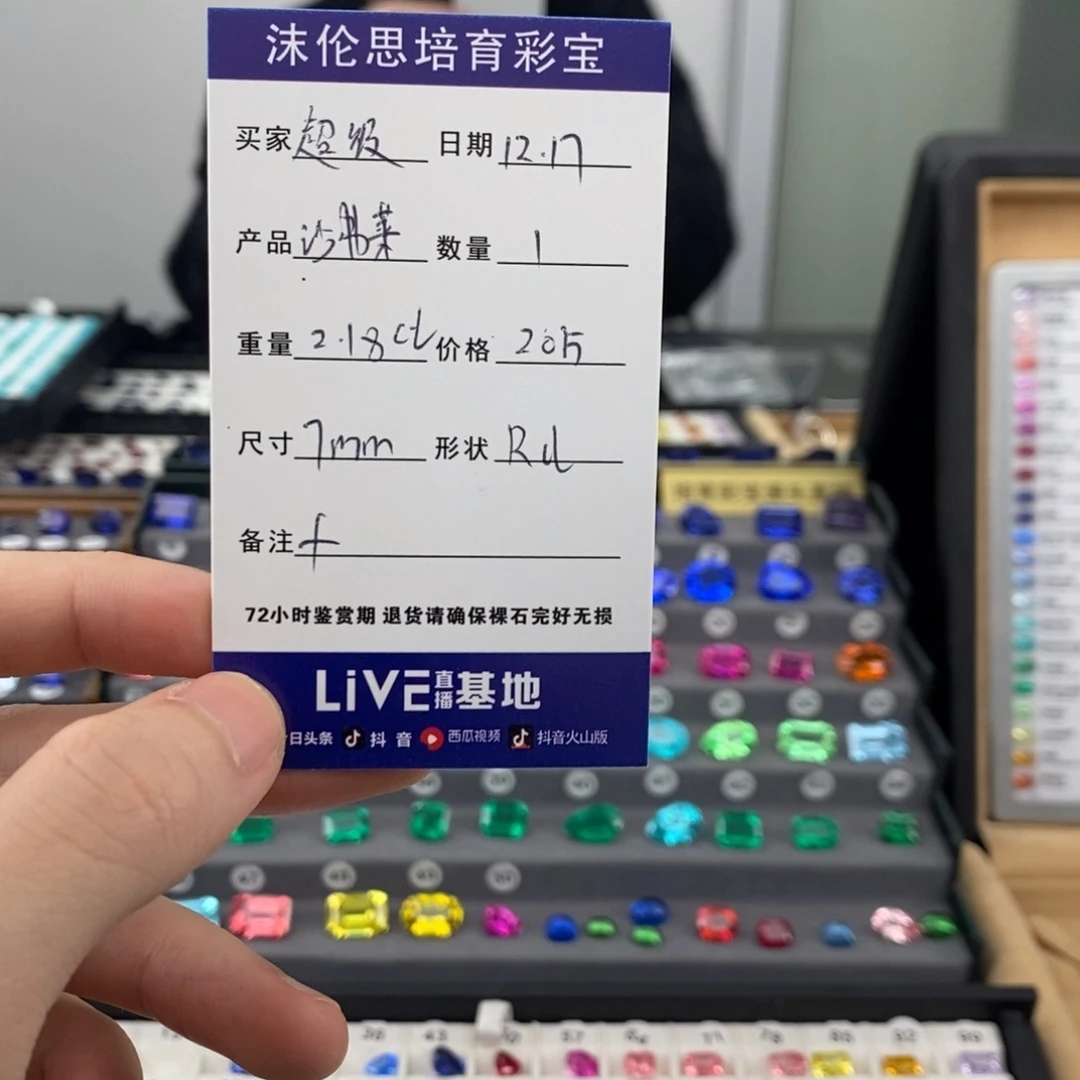 沫伦思培育彩宝
买家 超级 日期 12.17
产品 沙弗莱 数量 1
重量 2.18ct 价格 205
尺寸 7mm 形状 Rd
备注
72小时鉴赏期 退货请确保裸石完好无损
LiVE直播基地
日头条 抖音 西瓜视频 抖音火山版